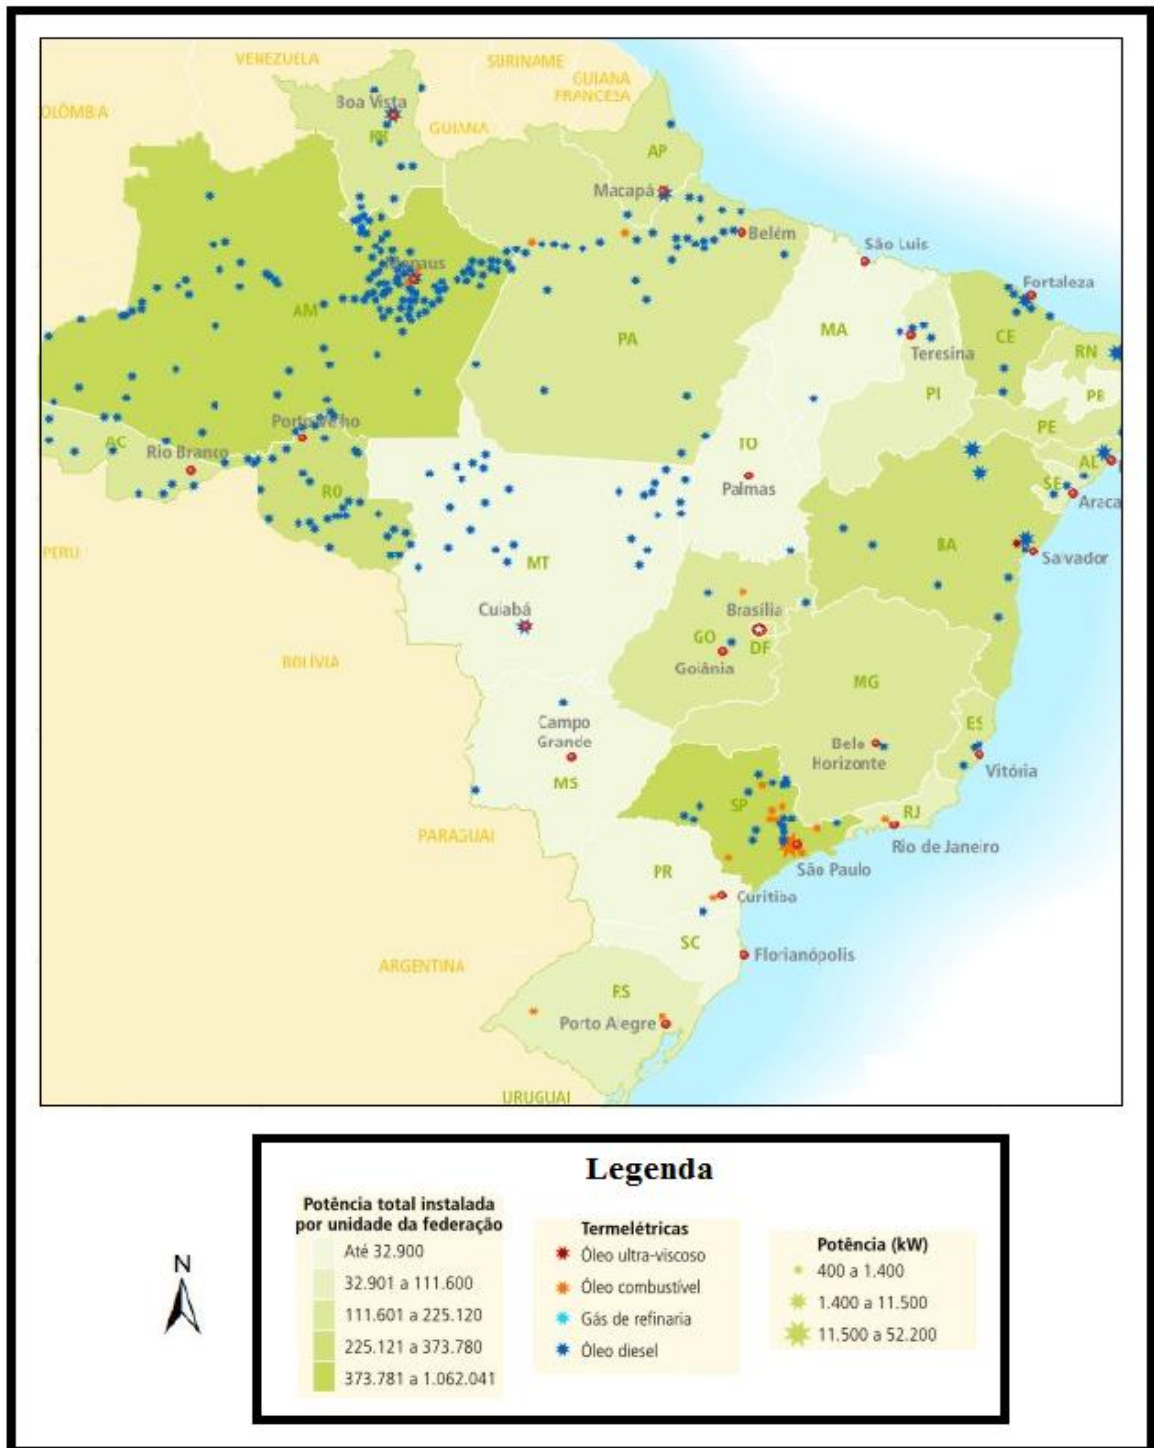 VENEZUELA
SURINAME
GUIANA
FRANCESA
OLÔMBIA
Boa Vista
GUIANA
RR
AP
Macapá
Belém
São Luis
Manaus
Fortaleza
AM
MA
CE
RN
PA
Teresina
PI
PB
Porto Velho
PE
AC
Rio Branco
TO
AL
RO
Palmas
SE
Araca
PERU
BA
Salvador
MT
Cuiabá
Brasília
GO
DF
Goiânia
BOLÍVIA
MG
Campo
Grande
ES
Belo
Horizonte
Vitória
MS
SP
RJ
PARAGUAI
Rio de Janeiro
São Paulo
PR
Curitiba
SC
Florianópolis
ARGENTINA
RS
Porto Alegre
URUGUAI
Legenda
Potência total instalada
por unidade da federação
Até 32.900
32.901 a 111.600
111.601 a 225.120
225.121 a 373.780
373.781 a 1.062.041
Termelétricas
Óleo ultra-viscoso
Óleo combustível
Gás de refinaria
Óleo diesel
Potência (kW)
400 a 1.400
1.400 a 11.500
11.500 a 52.200
N